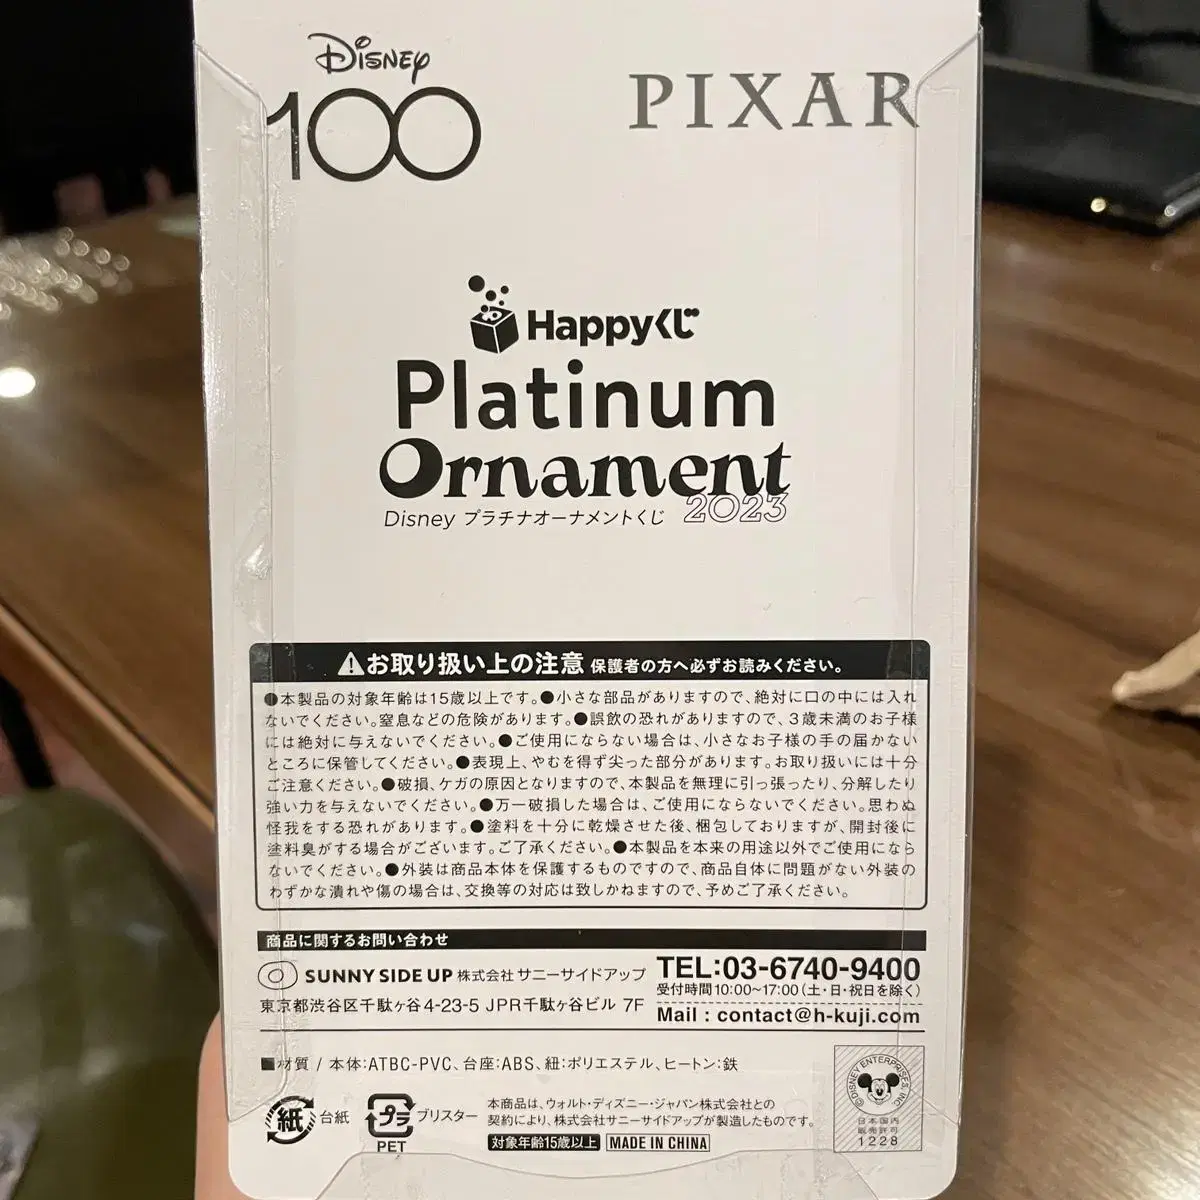 Disney
100
PIXAR
Happyくじ
Platinum
Ornament
2023
Disney プラチナオーナメントくじ
お取り扱い上の注意 保護者の方へ必ずお読みください。
●本製品の対象年齢は15歳以上です。●小さな部品がありますので、絶対に口の中には入れ
ないでください。窒息などの危険があります。●誤飲の恐れがありますので、3歳未満のお子様
には絶対に与えないでください。●ご使用にならない場合は、小さなお子様の手の届かない
ところに保管してください。●表現上、やむを得ず尖った部分があります。お取り扱いには十分
ご注意ください。●破損、ケガの原因となりますので、本製品を無理に引っ張ったり、分解したり
強い力を与えないでください。●万一破損した場合は、ご使用にならないでください。思わぬ
怪我をする恐れがあります。●塗料を十分に乾燥させた後、梱包しておりますが、開封後に
塗料臭がする場合がございます。ご了承ください。●本製品を本来の用途以外でご使用になら
ないでください。●外装は商品本体を保護するものですので、商品自体に問題がない外装の
わずかな潰れや傷の場合は、交換等の対応は致しかねますので、予めご了承ください。
商品に関するお問い合わせ
SUNNY SIDE UP 株式会社 サニーサイドアップ
東京都渋谷区千駄ヶ谷4-23-5 JPR千駄ヶ谷ビル 7F
TEL:03-6740-9400
受付時間10:00~17:00(土・日・祝日を除く)
Mail : contact@h-kuji.com
■材質 / 本体:ATBC-PVC、台座:ABS、紐:ポリエステル、ヒートン:鉄
紙 台紙
プラ ブリスター
PET
本商品は、ウォルト・ディズニー・ジャパン株式会社との
契約により、株式会社サニーサイドアップが製造したものです。
対象年齢15歳以上 MADE IN CHINA
©DISNEY ENTERPRISES, INC.
日本国内
販売許可
1228